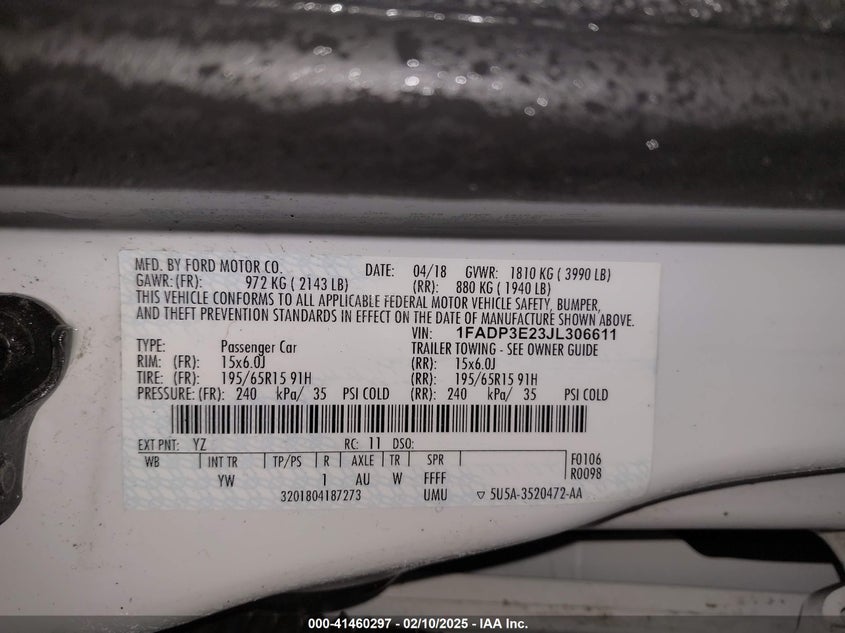 MFD. BY FORD MOTOR CO. DATE: 04/18 GVWR: 1810 KG ( 3990 LB)
GAWR: (FR): 972 KG ( 2143 LB) (RR): 880 KG ( 1940 LB)
THIS VEHICLE CONFORMS TO ALL APPLICABLE FEDERAL MOTOR VEHICLE SAFETY, BUMPER,
AND THEFT PREVENTION STANDARDS IN EFFECT ON THE DATE OF MANUFACTURE SHOWN ABOVE.
VIN: 1FADP3E23JL306611
TYPE: Passenger Car TRAILER TOWING - SEE OWNER GUIDE
RIM: (FR): 15x6.0J (RR): 15x6.0J
TIRE: (FR): 195/65R15 91H (RR): 195/65R15 91H
PRESSURE: (FR): 240 kPa/ 35 PSI COLD (RR): 240 kPa/ 35 PSI COLD
EXT PNT: YZ RC: 11 DSO:
WB INT TR TP/PS R AXLE TR SPR F0106
YW 1 AU W FFFF R0098
3201804187273 UMU ▽ 5U5A-3520472-AA
000-41460297 - 02/10/2025 - IAA Inc.